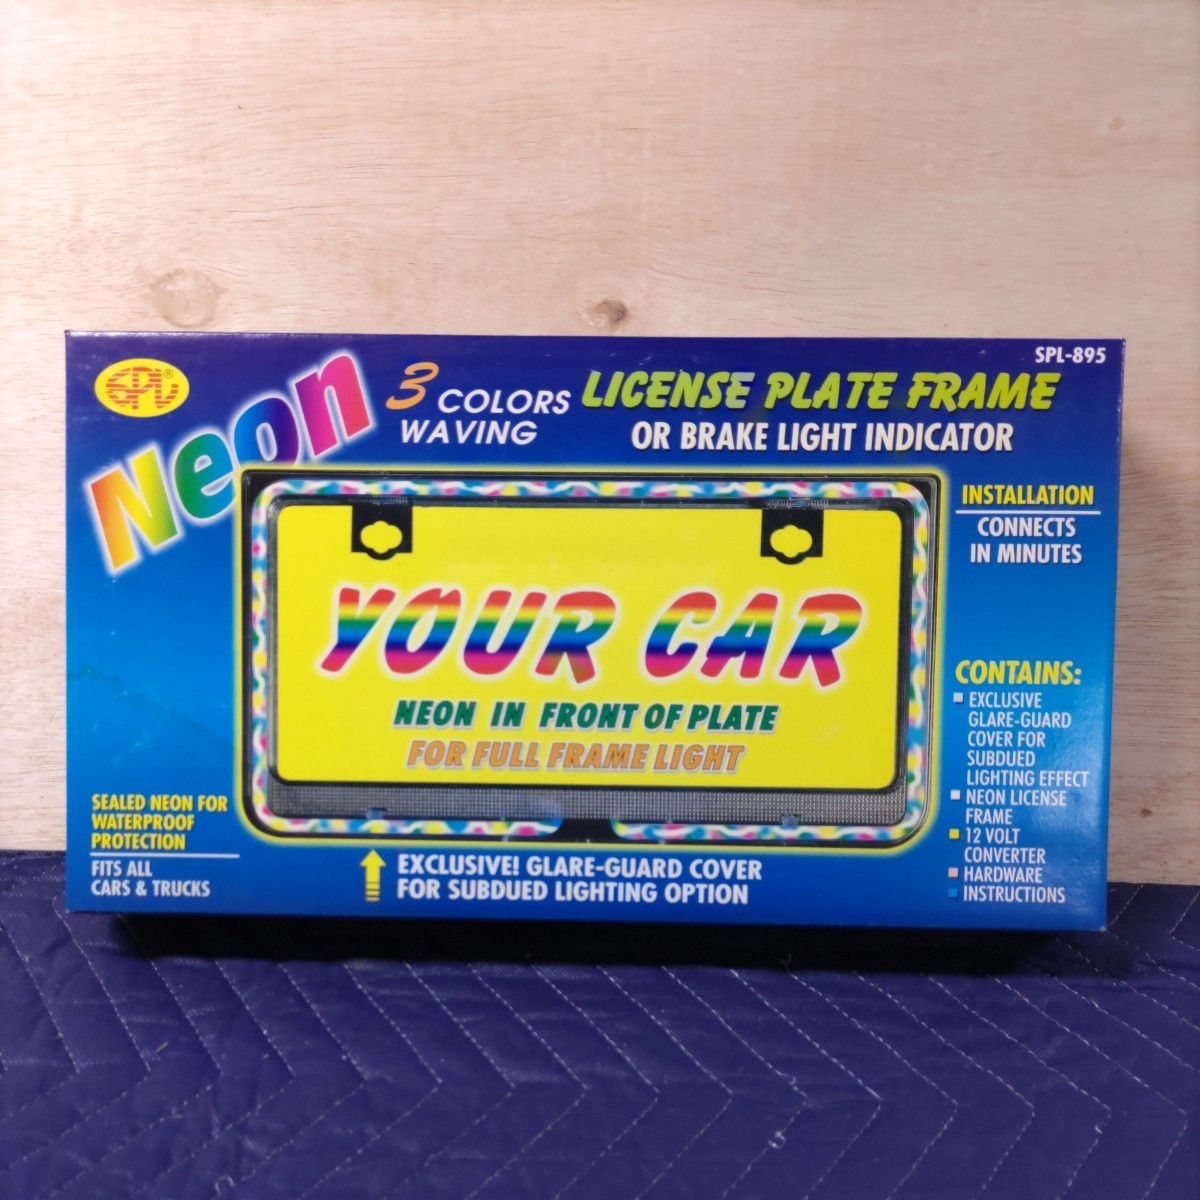 SPL-895
SPL®
Neon
3 COLORS
WAVING
LICENSE PLATE FRAME
OR BRAKE LIGHT INDICATOR
INSTALLATION
CONNECTS
IN MINUTES
YOUR CAR
NEON IN FRONT OF PLATE
FOR FULL FRAME LIGHT
CONTAINS:
EXCLUSIVE
GLARE-GUARD
COVER FOR
SUBDUED
LIGHTING EFFECT
NEON LICENSE
FRAME
12 VOLT
CONVERTER
HARDWARE
INSTRUCTIONS
SEALED NEON FOR
WATERPROOF
PROTECTION
FITS ALL
CARS & TRUCKS
EXCLUSIVE! GLARE-GUARD COVER
FOR SUBDUED LIGHTING OPTION